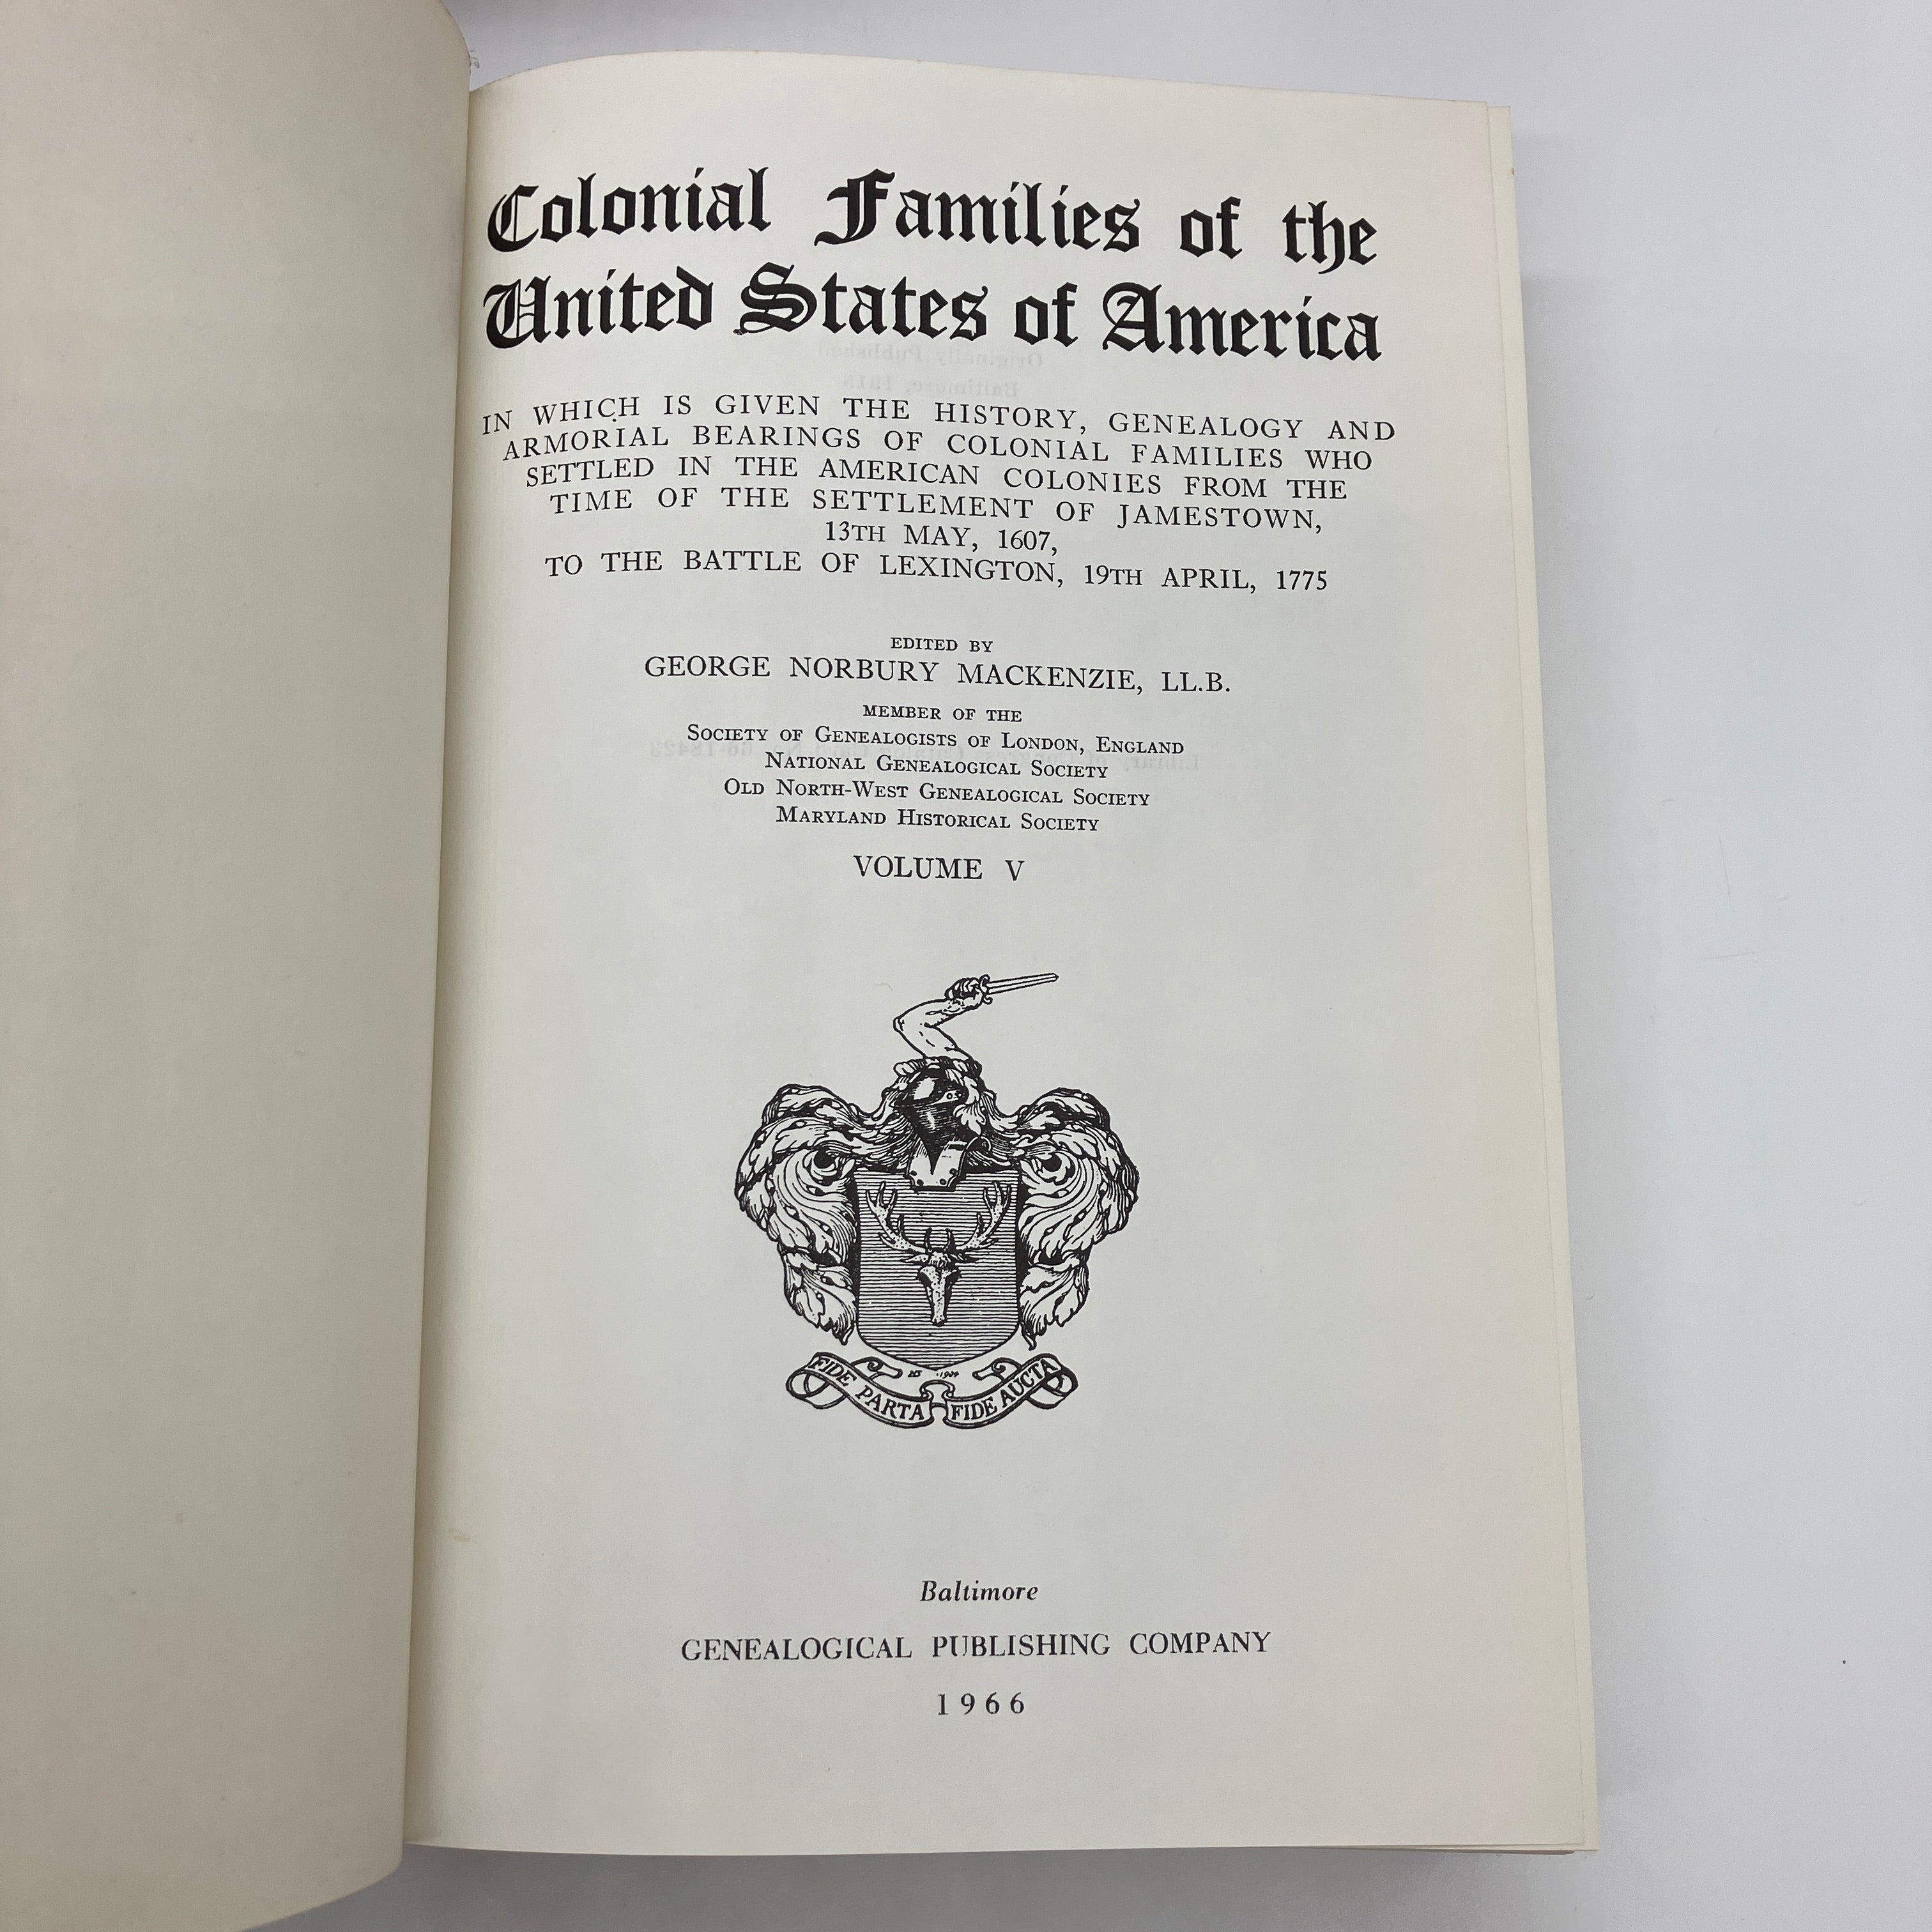 Colonial Families of the
United States of America
IN WHICH IS GIVEN THE HISTORY, GENEALOGY AND
ARMORIAL BEARINGS OF COLONIAL FAMILIES WHO
SETTLED IN THE AMERICAN COLONIES FROM THE
TIME OF THE SETTLEMENT OF JAMESTOWN,
13TH MAY, 1607,
TO THE BATTLE OF LEXINGTON, 19TH APRIL, 1775
EDITED BY
GEORGE NORBURY MACKENZIE, LL.B.
MEMBER OF THE
SOCIETY OF GENEALOGISTS OF LONDON, ENGLAND
NATIONAL GENEALOGICAL SOCIETY
OLD NORTH-WEST GENEALOGICAL SOCIETY
MARYLAND HISTORICAL SOCIETY
VOLUME V
1904
FIDE PARTA FIDE AUCTA
Baltimore
GENEALOGICAL PUBLISHING COMPANY
1966